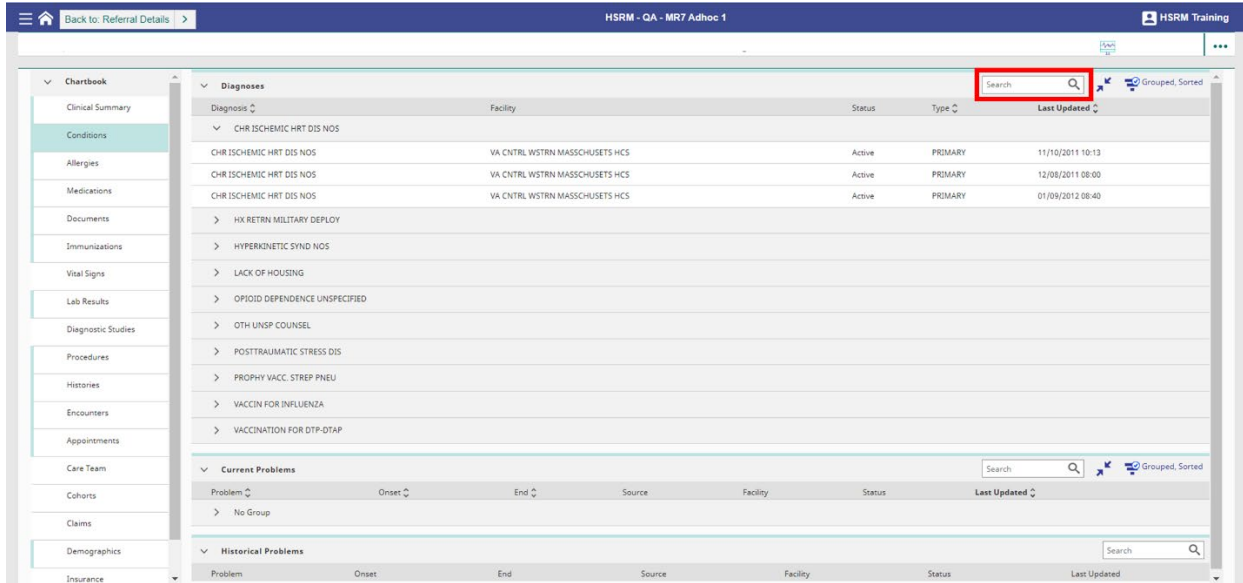 Back to: Referral Details
HSRM - QA - MR7 Adhoc 1
HSRM Training
Chartbook
Clinical Summary
Conditions
Allergies
Medications
Documents
Immunizations
Vital Signs
Lab Results
Diagnostic Studies
Procedures
Histories
Encounters
Appointments
Care Team
Cohorts
Claims
Demographics
Insurance
Diagnoses Search Grouped, Sorted
Diagnosis Facility Status Type Last Updated
CHR ISCHEMIC HRT DIS NOS
CHR ISCHEMIC HRT DIS NOS VA CNTRL WSTRN MASSCHUSETS HCS Active PRIMARY 11/10/2011 10:13
CHR ISCHEMIC HRT DIS NOS VA CNTRL WSTRN MASSCHUSETS HCS Active PRIMARY 12/08/2011 08:00
CHR ISCHEMIC HRT DIS NOS VA CNTRL WSTRN MASSCHUSETS HCS Active PRIMARY 01/09/2012 08:40
HX RETRN MILITARY DEPLOY
HYPERKINETIC SYND NOS
LACK OF HOUSING
OPIOID DEPENDENCE UNSPECIFIED
OTH UNSP COUNSEL
POSTTRAUMATIC STRESS DIS
PROPHY VACC. STREP PNEU
VACCIN FOR INFLUENZA
VACCINATION FOR DTP-DTAP
Current Problems Search Grouped, Sorted
Problem Onset End Source Facility Status Last Updated
No Group
Historical Problems Search
Problem Onset End Source Facility Status Last Updated